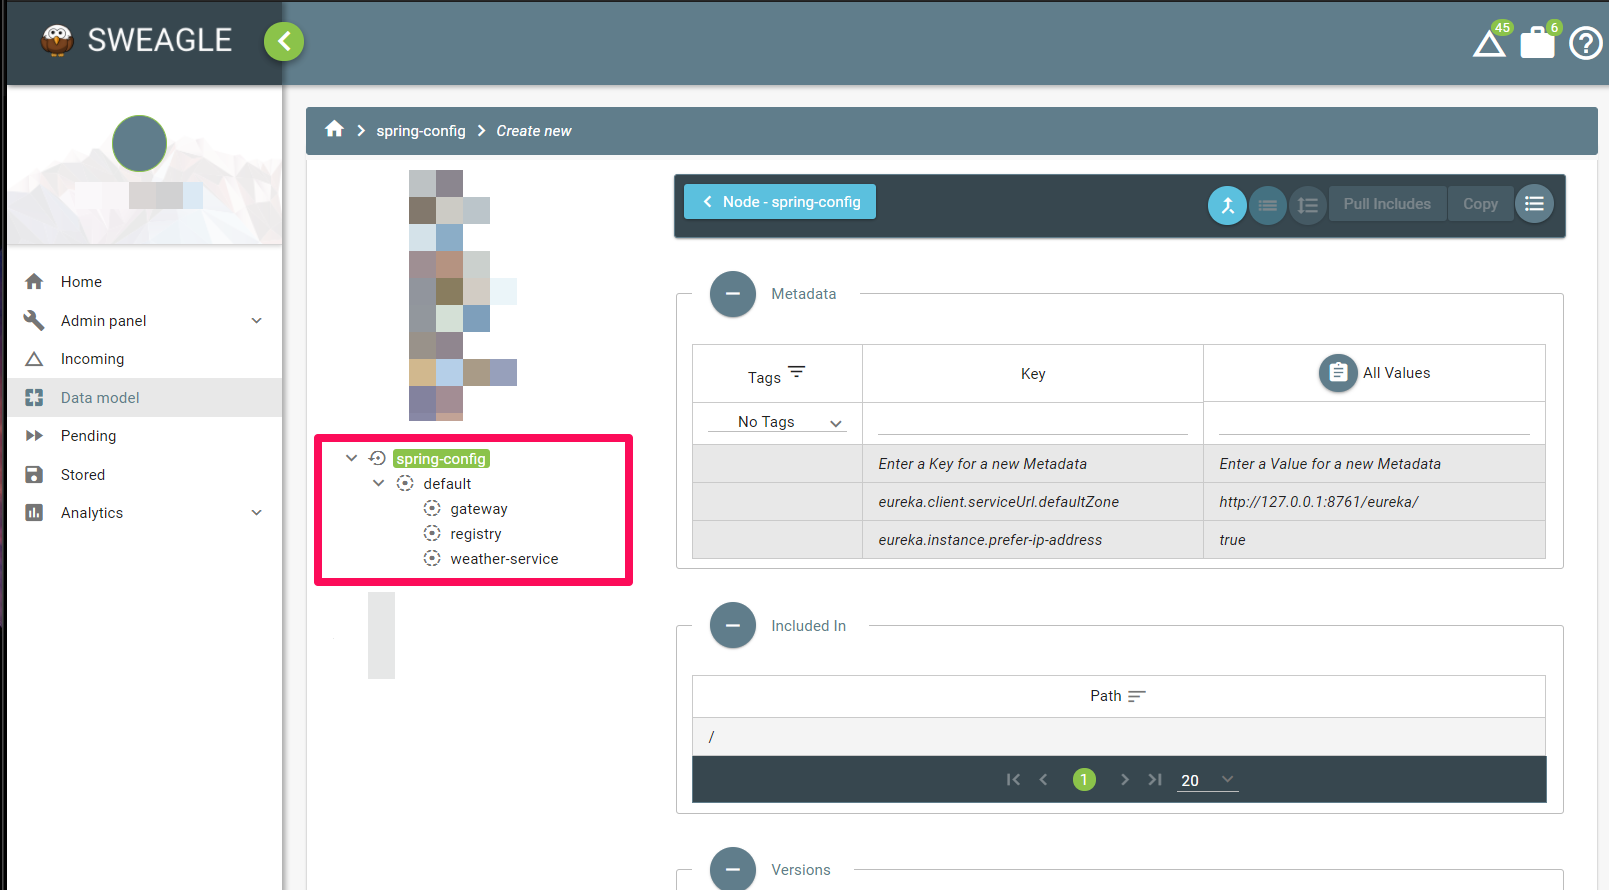 SWEAGLE
45
6
spring-config
Create new
Home
Admin panel
Incoming
Data model
Pending
Stored
Analytics
spring-config
default
gateway
registry
weather-service
Node - spring-config
Pull Includes
Copy
Metadata
Tags
Key
All Values
No Tags
Enter a Key for a new Metadata
Enter a Value for a new Metadata
eureka.client.serviceUrl.defaultZone
http://127.0.0.1:8761/eureka/
eureka.instance.prefer-ip-address
true
Included In
Path
/
1
20
Versions